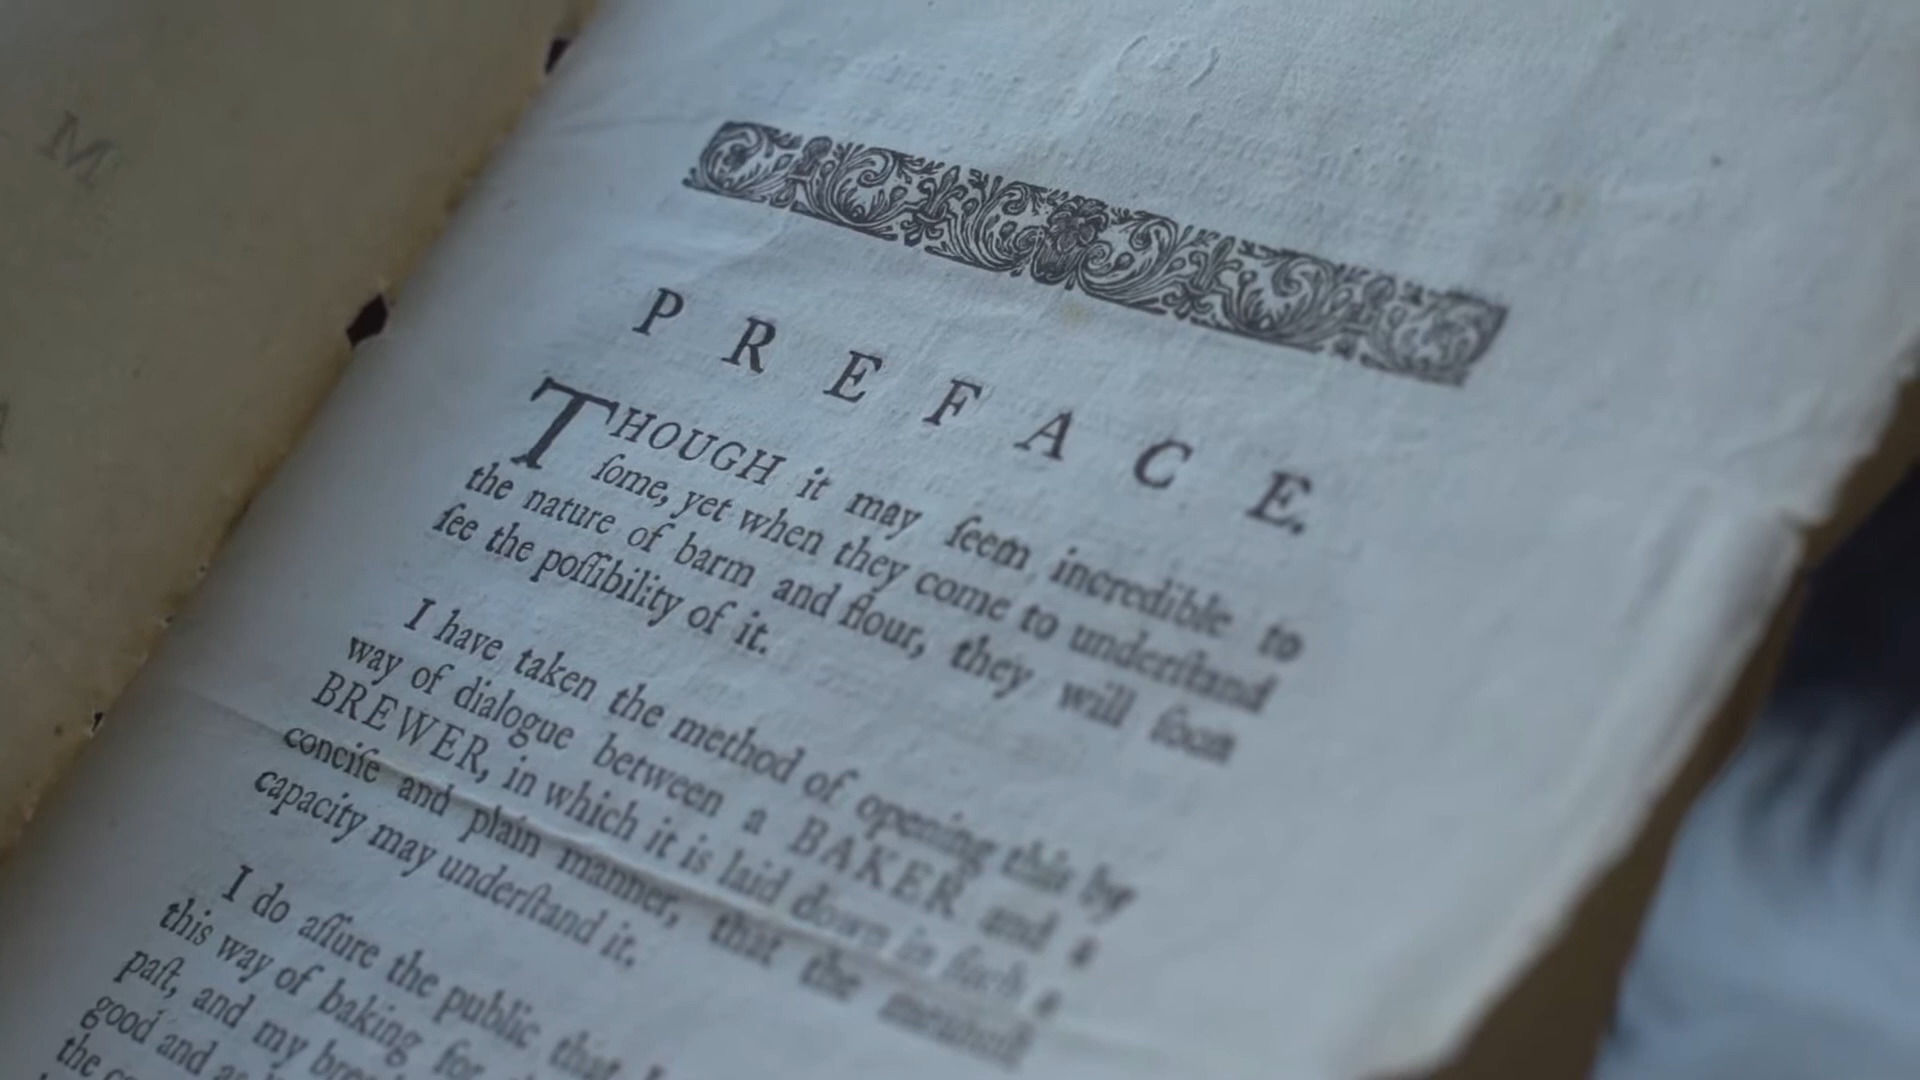 M
PREFACE.
THOUGH it may ſeem incredible to
ſome, yet when they come to underſtand
the nature of barm and flour, they will ſoon
ſee the poſſibility of it.
I have taken the method of opening this by
way of dialogue between a BAKER and a
BREWER, in which it is laid down in ſuch a
conciſe and plain manner, that the meaneſt
capacity may underſtand it.
I do aſſure the public that
this way of baking for
paſt, and my
good and
the